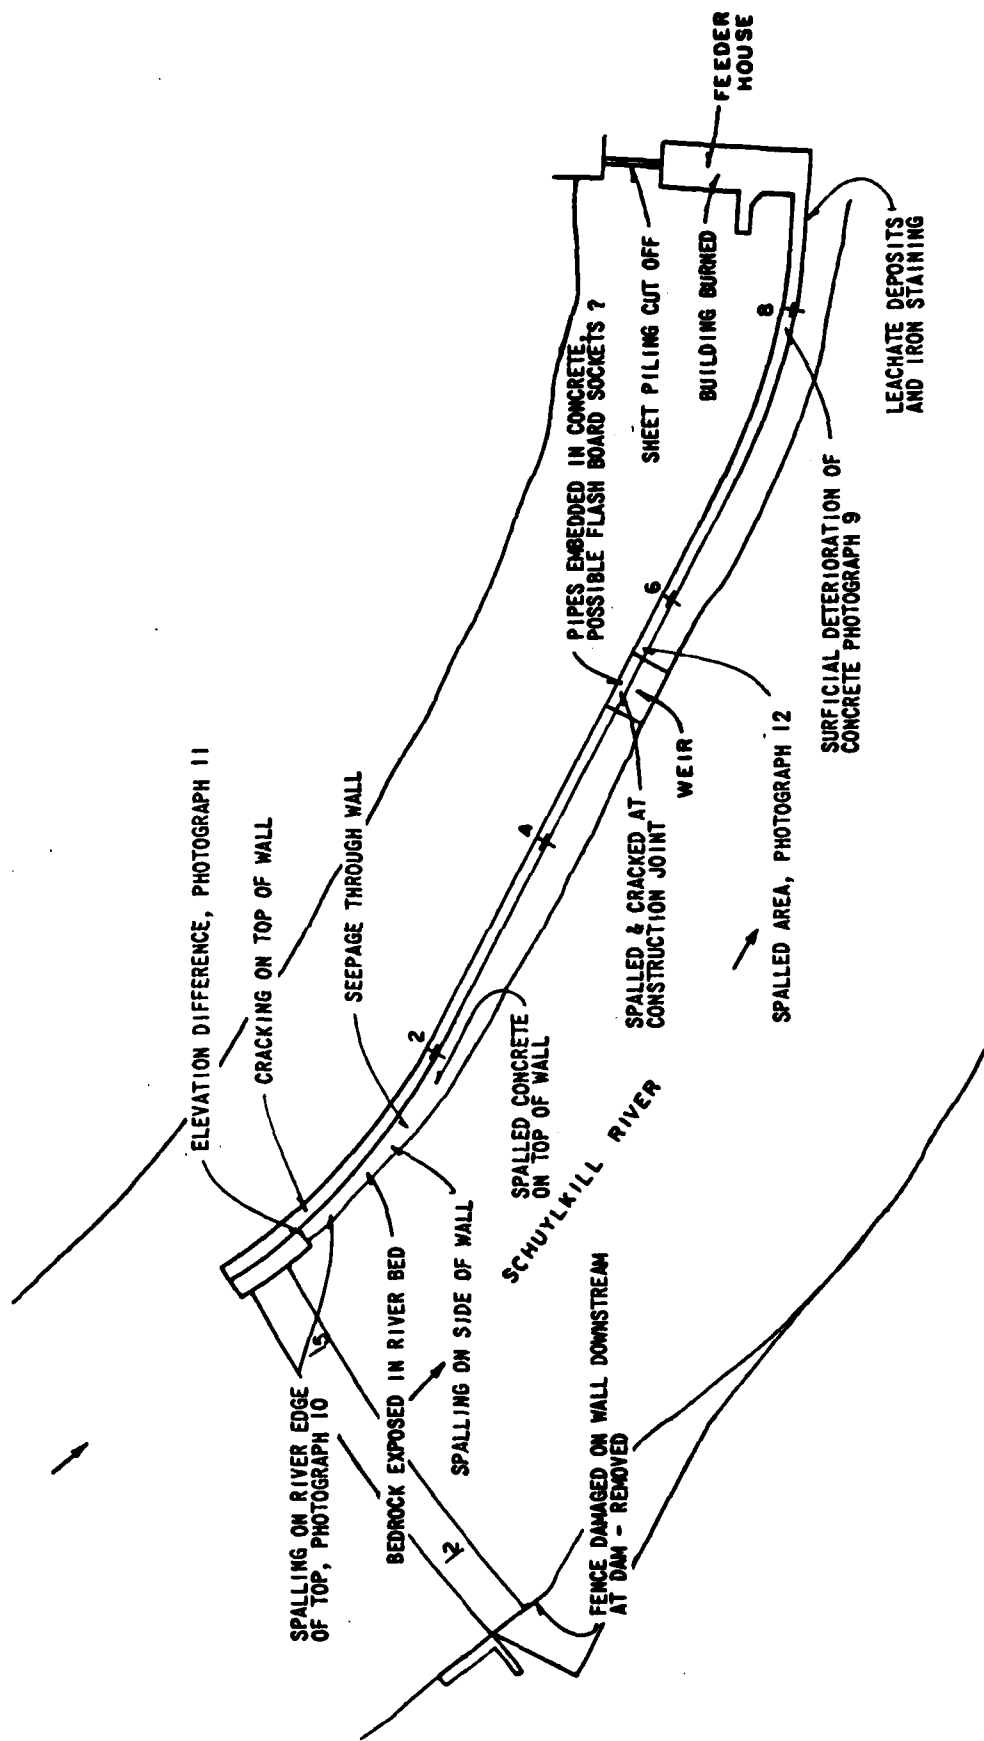 ELEVATION DIFFERENCE, PHOTOGRAPH 11
CRACKING ON TOP OF WALL
SEEPAGE THROUGH WALL
PIPES EMBEDDED IN CONCRETE,
POSSIBLE FLASH BOARD SOCKETS ?
SHEET PILING CUT OFF
BUILDING BURNED
FEEDER
HOUSE
SPALLING ON RIVER EDGE
OF TOP, PHOTOGRAPH 10
15
BEDROCK EXPOSED IN RIVER BED
SPALLING ON SIDE OF WALL
2
4
6
8
12
SPALLED CONCRETE
ON TOP OF WALL
SCHUYLKILL RIVER
FENCE DAMAGED ON WALL DOWNSTREAM
AT DAM - REMOVED
SPALLED & CRACKED AT
CONSTRUCTION JOINT
WEIR
SPALLED AREA, PHOTOGRAPH 12
SURFICIAL DETERIORATION OF
CONCRETE PHOTOGRAPH 9
LEACHATE DEPOSITS
AND IRON STAINING